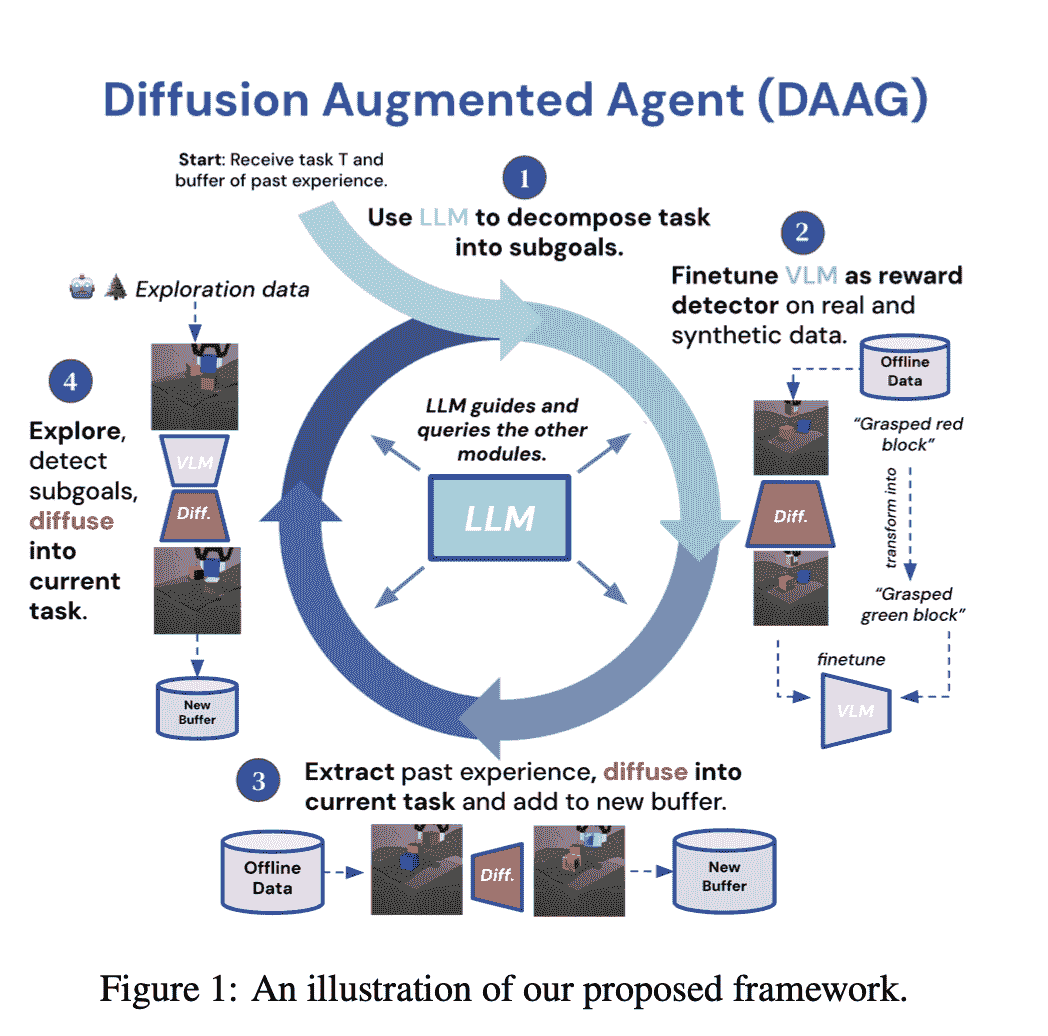 Diffusion Augmented Agent (DAAG)
Start: Receive task T and
buffer of past experience.
1
Use LLM to decompose task
into subgoals.
2
Finetune VLM as reward
detector on real and
synthetic data.
Offline
Data
"Grasped red
block"
transform into
"Grasped
green block"
Diff.
finetune
VLM
Exploration data
4
Explore,
detect
subgoals,
diffuse
into
current
task.
VLM
Diff.
New
Buffer
LLM guides and
queries the other
modules.
LLM
3
Extract past experience, diffuse into
current task and add to new buffer.
Offline
Data
Diff.
New
Buffer
Figure 1: An illustration of our proposed framework.